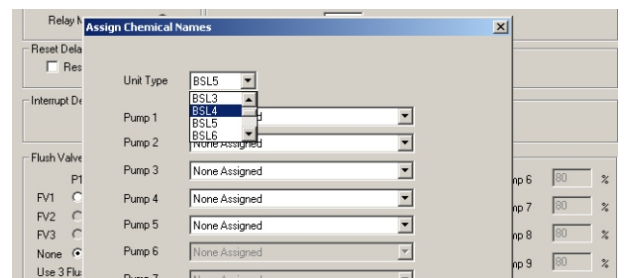 Relay
Assign Chemical Names
Reset Dela
Res
Unit Type BSL5
BSL3
BSL4
BSL5
BSL6
Interrupt De
Pump 1
Pump 2 None Assigned
Pump 3 None Assigned
Flush Valve
P1
Pump 4 None Assigned
Pump 5 None Assigned
Pump 6 None Assigned
Pump 7
FV1
FV2
FV3
None
Use 3 Flu
mp 6 80 %
mp 7 80 %
mp 8 80 %
mp 9 80 %